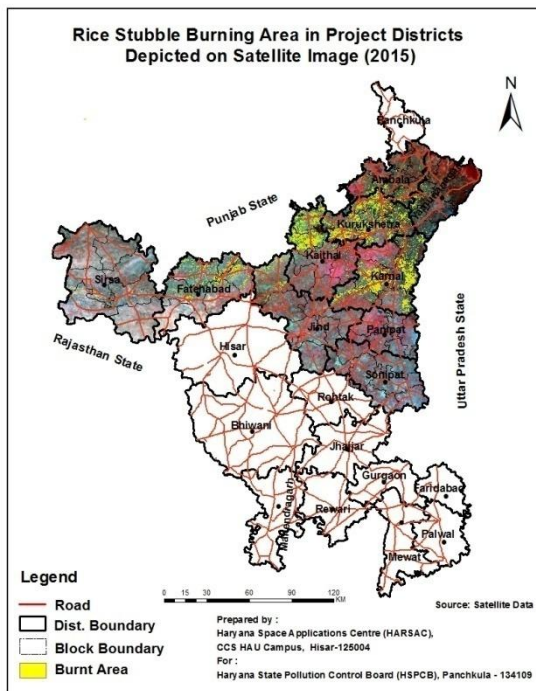 Rice Stubble Burning Area in Project Districts
Depicted on Satellite Image (2015)
N
Panchkula
Ambala
Punjab State
Kurukshetra
Kaithal
Sirsa
Fatehabad
Karnal
Uttar Pradesh State
Rajasthan State
Jind
Panipat
Hisar
Sonipat
Rohtak
Bhiwani
Jhajjar
Gurgaon
Faridabad
Mahendragarh
Rewari
Palwal
Mewat
Legend
Road
Dist. Boundary
Block Boundary
Burnt Area
0 15 30 60 90 120
KM
Source: Satellite Data
Prepared by :
Haryana Space Applications Centre (HARSAC),
CCS HAU Campus, Hisar-125004
For :
Haryana State Pollution Control Board (HSPCB), Panchkula - 134109